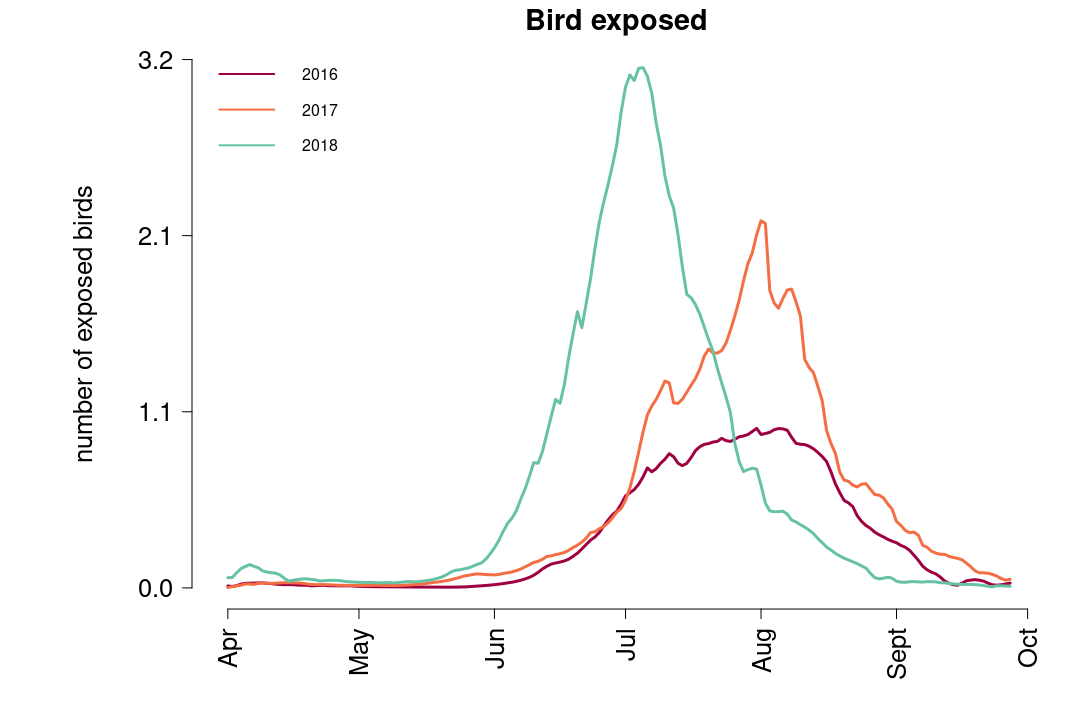 Bird exposed
3.2
2.1
1.1
0.0
number of exposed birds
2016
2017
2018
Apr
May
Jun
Jul
Aug
Sept
Oct